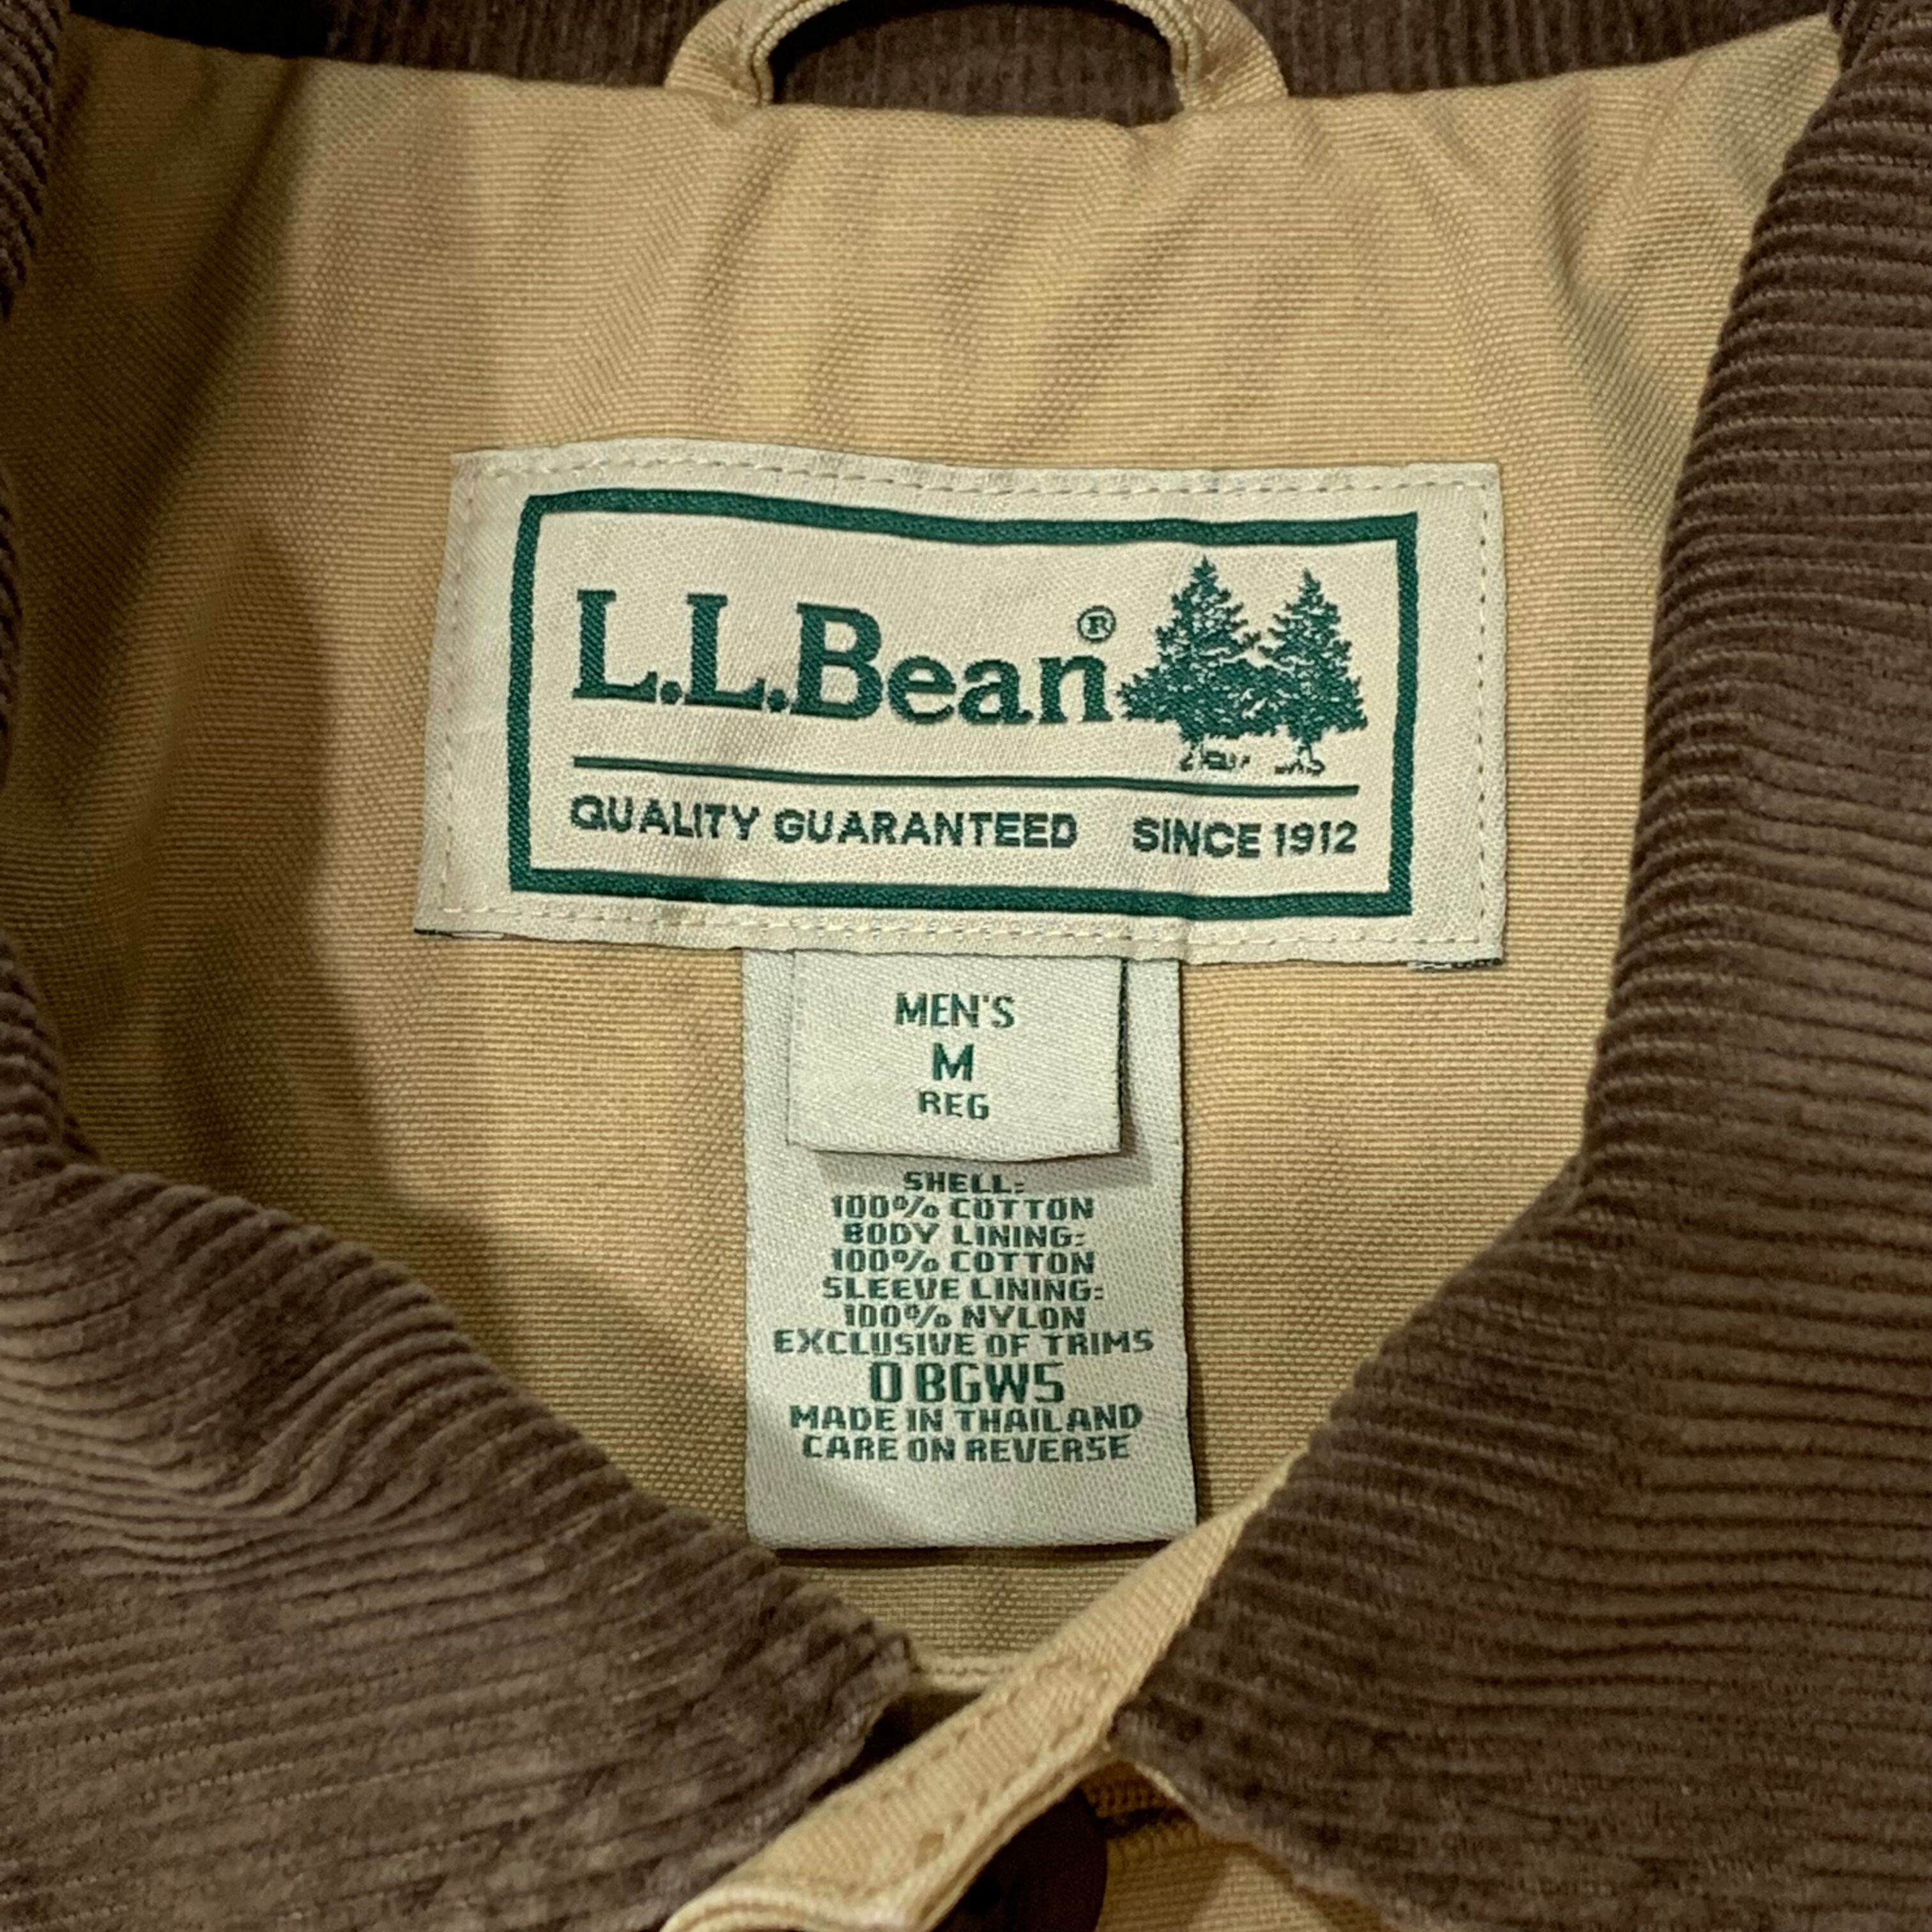 L.L.Bean®
QUALITY GUARANTEED SINCE 1912
MEN'S
M
REG
SHELL:
100% COTTON
BODY LINING:
100% COTTON
SLEEVE LINING:
100% NYLON
EXCLUSIVE OF TRIMS
0BGW5
MADE IN THAILAND
CARE ON REVERSE